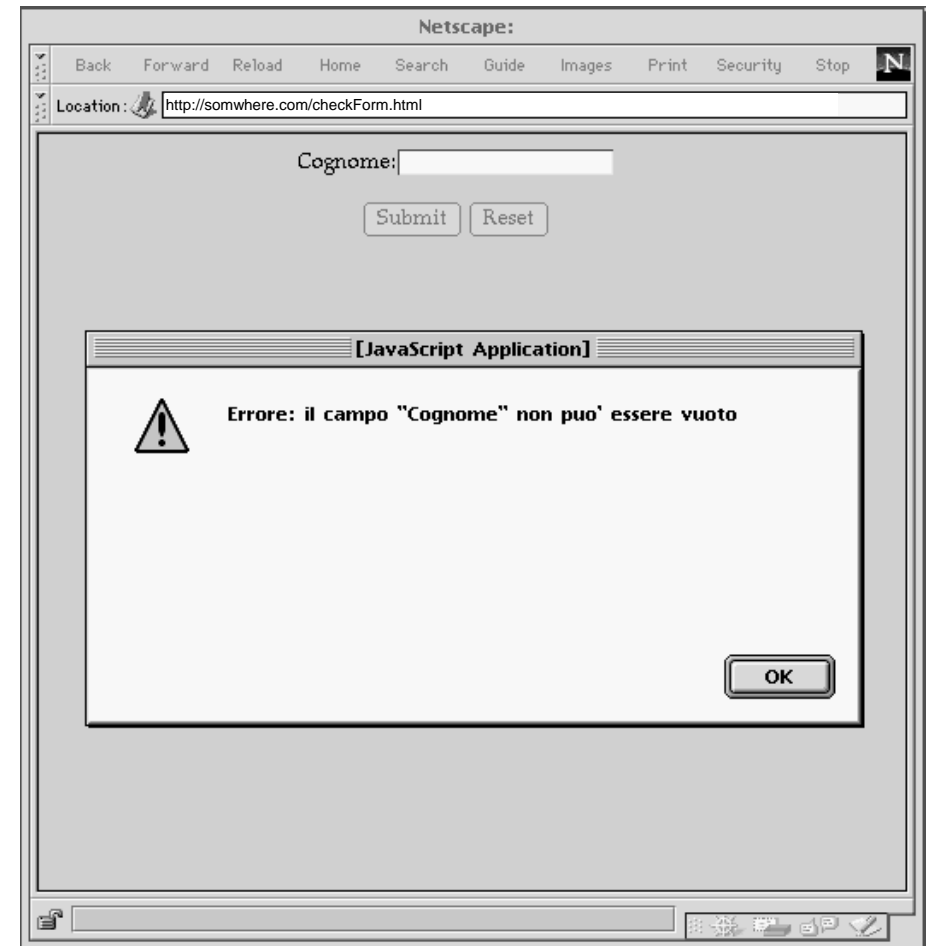 Netscape:
Back Forward Reload Home Search Guide Images Print Security Stop N
Location: http://somwhere.com/checkForm.html
Cognome:
Submit Reset
[JavaScript Application]
Errore: il campo "Cognome" non puo' essere vuoto
OK